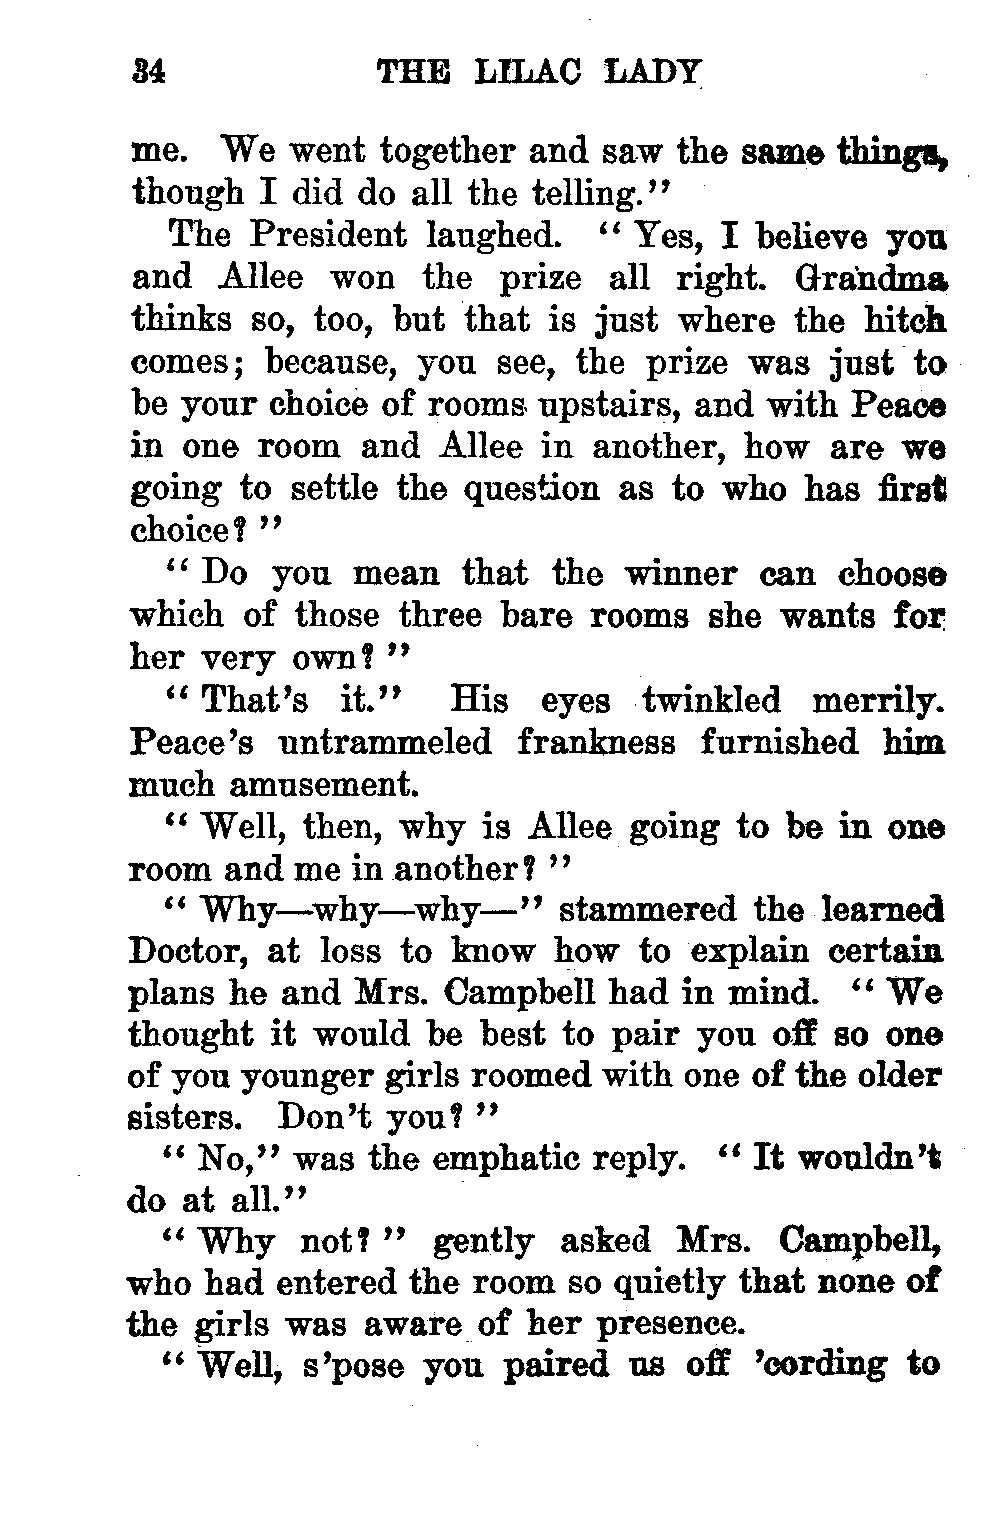 34 THE LILAC LADY
me. We went together and saw the same things,
though I did do all the telling.”
The President laughed. “ Yes, I believe you
and Allee won the prize all right. Grandma
thinks so, too, but that is just where the hitch
comes; because, you see, the prize was just to
be your choice of rooms upstairs, and with Peace
in one room and Allee in another, how are we
going to settle the question as to who has first
choice? ”
“ Do you mean that the winner can choose
which of those three bare rooms she wants for
her very own? ”
“ That’s it.” His eyes twinkled merrily.
Peace’s untrammeled frankness furnished him
much amusement.
“ Well, then, why is Allee going to be in one
room and me in another? ”
“ Why—why—why—” stammered the learned
Doctor, at loss to know how to explain certain
plans he and Mrs. Campbell had in mind. “ We
thought it would be best to pair you off so one
of you younger girls roomed with one of the older
sisters. Don’t you? ”
“ No,” was the emphatic reply. “ It wouldn’t
do at all.”
“ Why not? ” gently asked Mrs. Campbell,
who had entered the room so quietly that none of
the girls was aware of her presence.
“ Well, s’pose you paired us off ’cording to